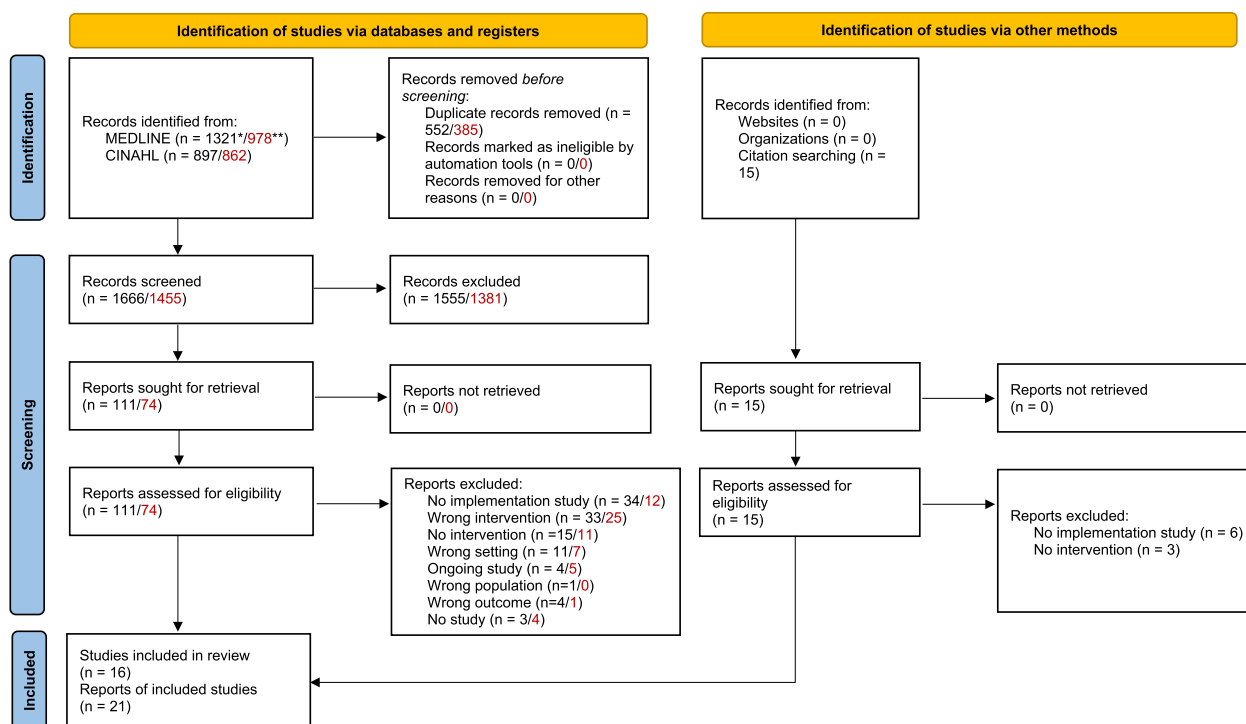 Identification of studies via databases and registers
Identification of studies via other methods
Identification
Records identified from:
MEDLINE (n = 1321*/978**)
CINAHL (n = 897/862)
Records removed before
screening:
Duplicate records removed (n =
552/385)
Records marked as ineligible by
automation tools (n = 0/0)
Records removed for other
reasons (n = 0/0)
Records identified from:
Websites (n = 0)
Organizations (n = 0)
Citation searching (n =
15)
Screening
Records screened
(n = 1666/1455)
Records excluded
(n = 1555/1381)
Reports sought for retrieval
(n = 111/74)
Reports not retrieved
(n = 0/0)
Reports sought for retrieval
(n = 15)
Reports not retrieved
(n = 0)
Reports assessed for eligibility
(n = 111/74)
Reports excluded:
No implementation study (n = 34/12)
Wrong intervention (n = 33/25)
No intervention (n =15/11)
Wrong setting (n = 11/7)
Ongoing study (n = 4/5)
Wrong population (n=1/0)
Wrong outcome (n=4/1)
No study (n = 3/4)
Reports assessed for
eligibility
(n = 15)
Reports excluded:
No implementation study (n = 6)
No intervention (n = 3)
Included
Studies included in review
(n = 16)
Reports of included studies
(n = 21)